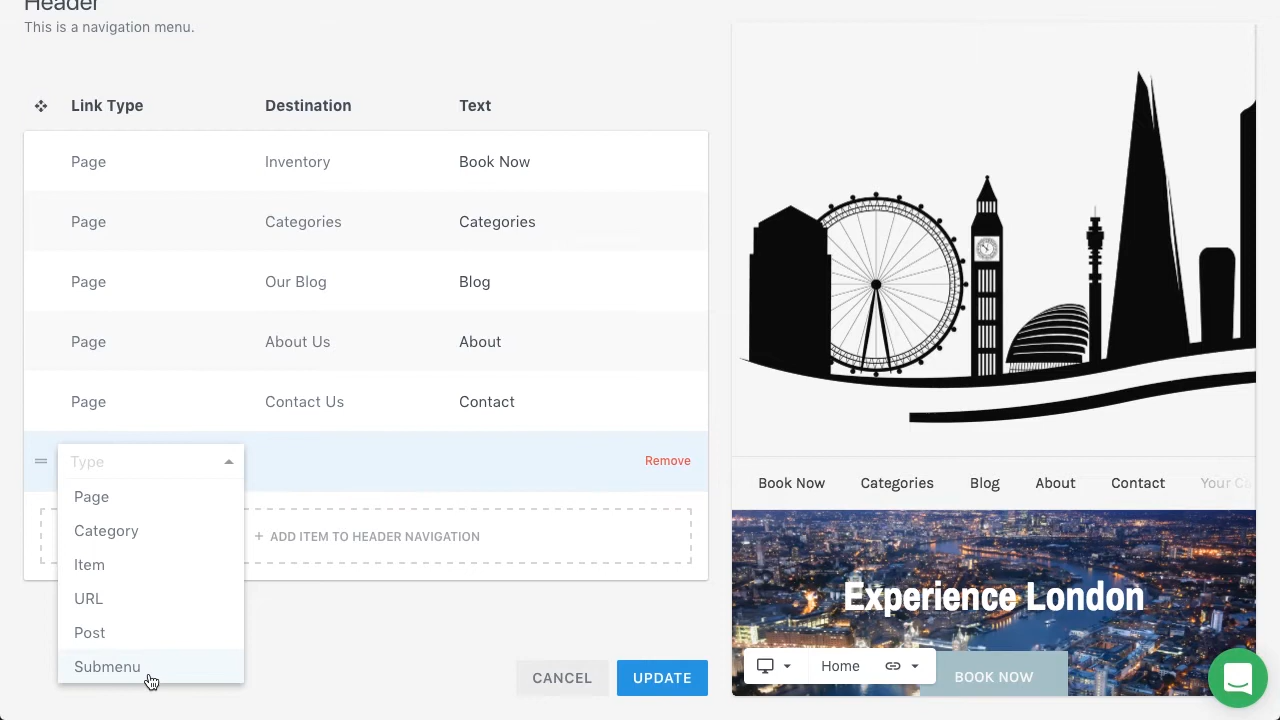 Header
This is a navigation menu.
Link Type Destination Text
Page Inventory Book Now
Page Categories Categories
Page Our Blog Blog
Page About Us About
Page Contact Us Contact
Type Remove
Page
Category
Item
URL
Post
Submenu
+ ADD ITEM TO HEADER NAVIGATION
CANCEL UPDATE
Book Now Categories Blog About Contact Your Ca
Experience London
Home
BOOK NOW